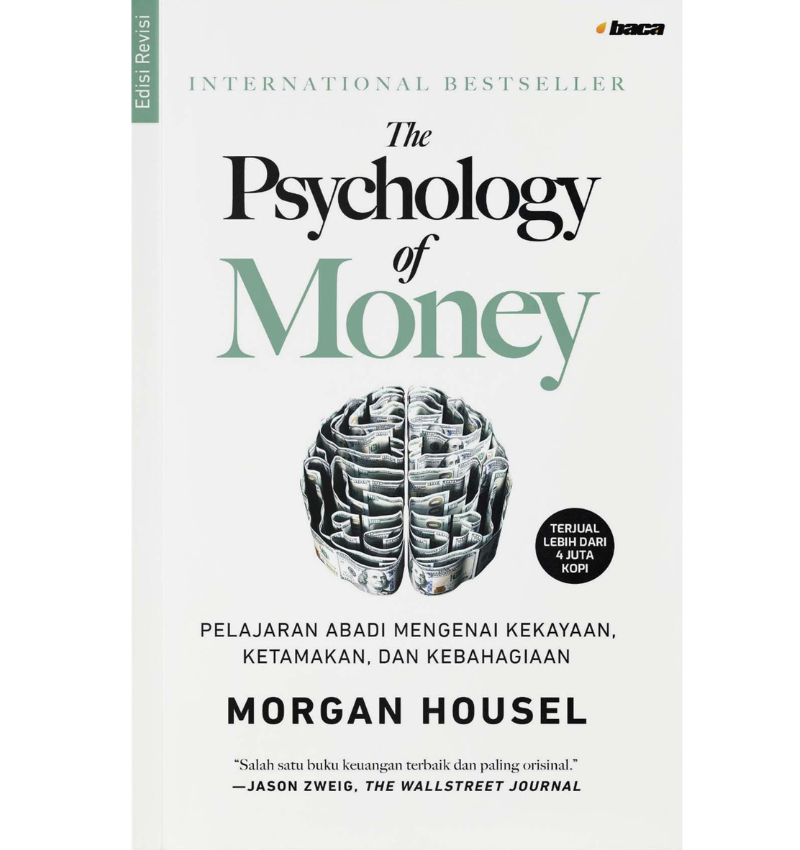 Edisi Revisi
baca
INTERNATIONAL BESTSELLER
The
Psychology
of
Money
TERJUAL
LEBIH DARI
4 JUTA
KOPI
PELAJARAN ABADI MENGENAI KEKAYAAN,
KETAMAKAN, DAN KEBAHAGIAAN
MORGAN HOUSEL
“Salah satu buku keuangan terbaik dan paling orisinal.”
—JASON ZWEIG, THE WALLSTREET JOURNAL